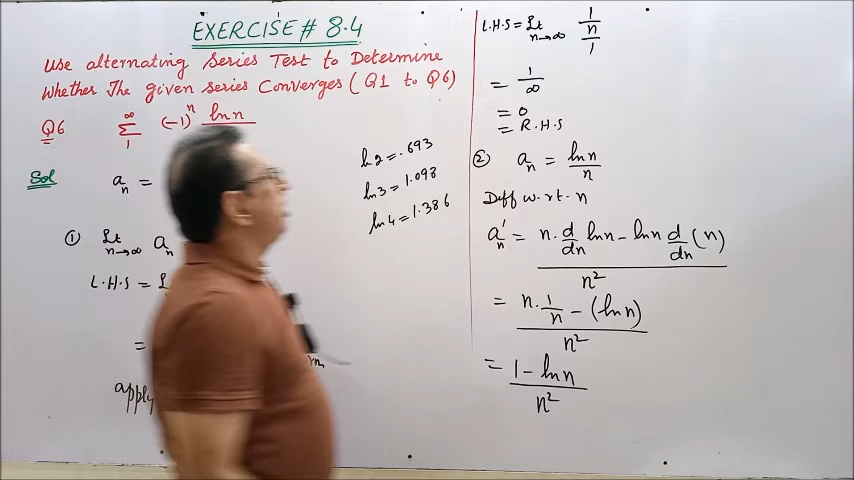 EXERCISE # 8.4
Use alternating Series Test to Determine
Whether The given series Converges (Q1 to Q6)
Q6 ∞ Σ 1 (-1)^n ln n
Sol a_n =
① Lt n→∞ a_n
L.H.S =
=
apply
ln2 = .693
ln3 = 1.098
ln4 = 1.386
L.H.S = Lt n→∞ 1/n / 1
= 1/∞
= 0
= R.H.S
② a_n = ln n / n
Diff w.r.t. n
a_n' = n. d/dn ln n - ln n d/dn (n) / n²
= n. 1/n - (ln n) / n²
= 1 - ln n / n²